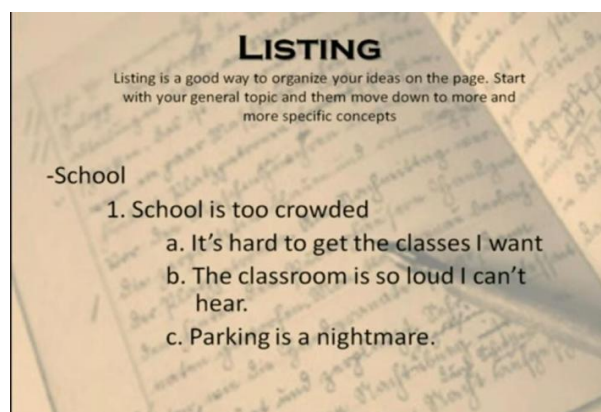 LISTING
Listing is a good way to organize your ideas on the page. Start
with your general topic and them move down to more and
more specific concepts
-School
1. School is too crowded
a. It's hard to get the classes I want
b. The classroom is so loud I can't
hear.
c. Parking is a nightmare.